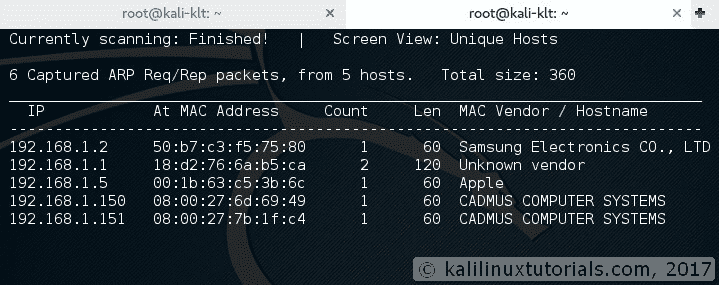 root@kali-klt: ~ × root@kali-klt: ~ ×
Currently scanning: Finished! | Screen View: Unique Hosts
6 Captured ARP Req/Rep packets, from 5 hosts. Total size: 360
IP At MAC Address Count Len MAC Vendor / Hostname
192.168.1.2 50:b7:c3:f5:75:80 1 60 Samsung Electronics CO., LTD
192.168.1.1 18:d2:76:6a:b5:ca 2 120 Unknown vendor
192.168.1.5 00:1b:63:c5:3b:6c 1 60 Apple
192.168.1.150 08:00:27:6d:69:49 1 60 CADMUS COMPUTER SYSTEMS
192.168.1.151 08:00:27:7b:1f:c4 1 60 CADMUS COMPUTER SYSTEMS
© kalilinuxtutorials.com, 2017